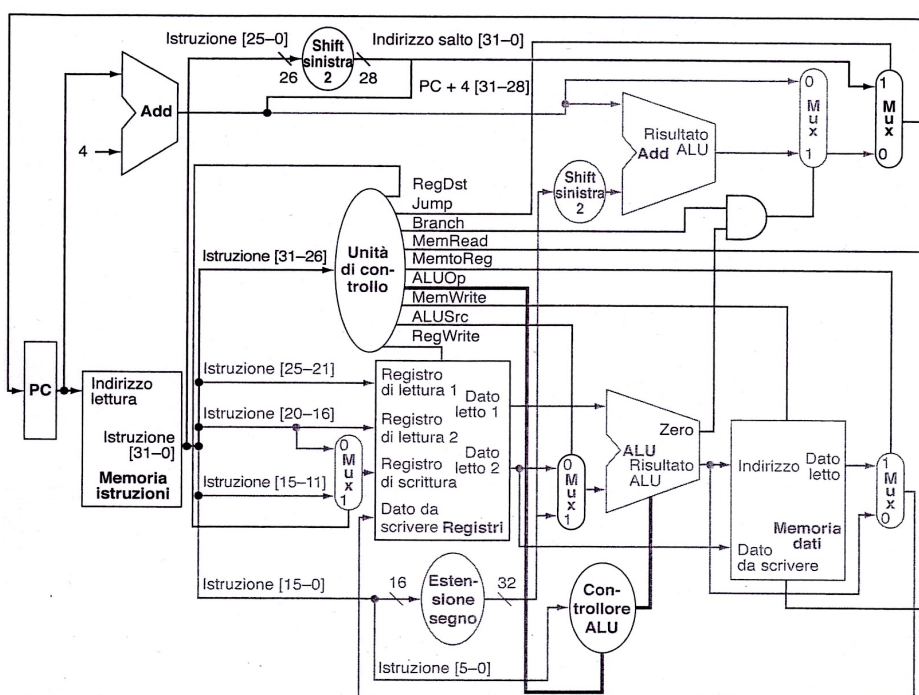 Istruzione [25–0]
Shift
sinistra
2
Indirizzo salto [31–0]
26
28
PC + 4 [31–28]
Add
4
0
M
u
x
1
1
M
u
x
0
Risultato
Add ALU
Shift
sinistra
2
RegDst
Jump
Branch
MemRead
MemtoReg
ALUOp
MemWrite
ALUSrc
RegWrite
Unità
di con-
trollo
Istruzione [31–26]
PC
Indirizzo
lettura
Istruzione
[31–0]
Memoria
istruzioni
Istruzione [25–21]
Istruzione [20–16]
Istruzione [15–11]
0
M
u
x
1
Registro
di lettura 1
Registro
di lettura 2
Registro
di scrittura
Dato da
scrivere Registri
Dato
letto 1
Dato
letto 2
0
M
u
x
1
Zero
ALU
Risultato
ALU
Indirizzo
Dato
letto
Memoria
dati
Dato
da scrivere
1
M
u
x
0
Istruzione [15–0]
16
Esten-
sione
segno
32
Con-
trollore
ALU
Istruzione [5–0]